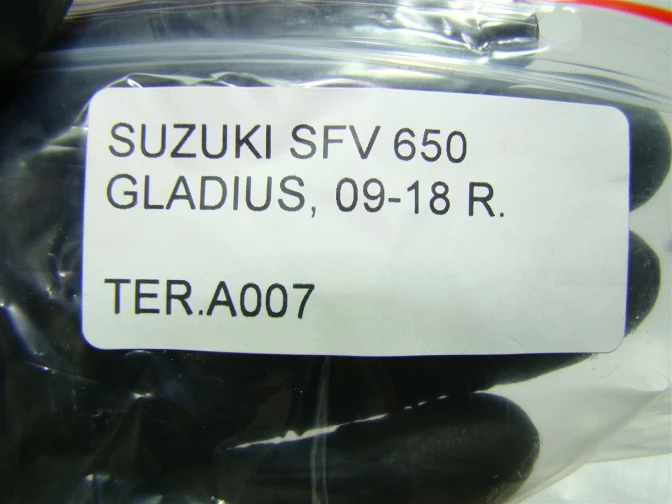 SUZUKI SFV 650
GLADIUS, 09-18 R.
TER.A007